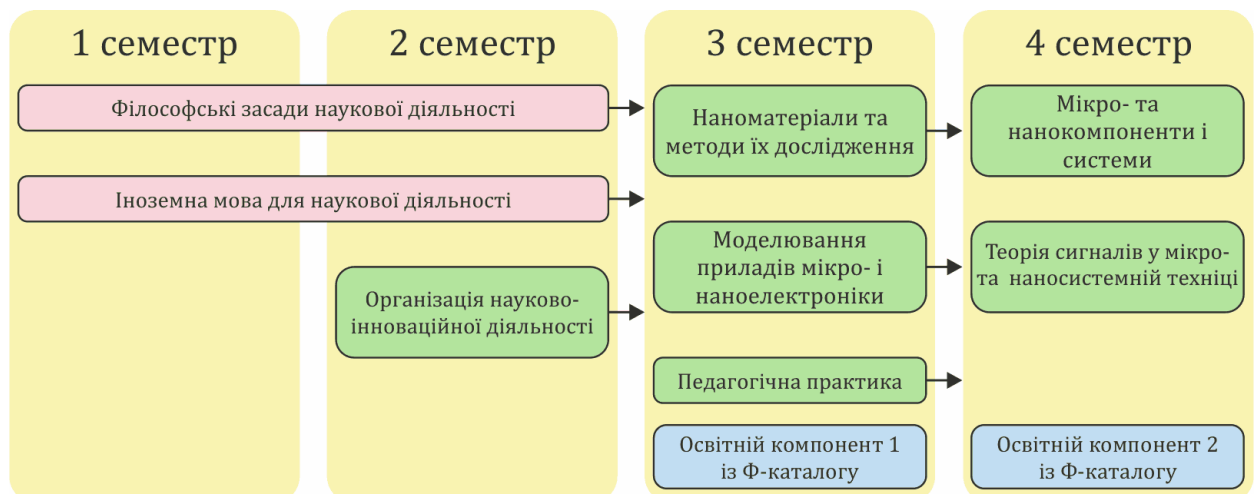 1 семестр
2 семестр
3 семестр
4 семестр
Філософські засади наукової діяльності
Іноземна мова для наукової діяльності
Організація науково-
інноваційної діяльності
Наноматеріали та
методи їх дослідження
Моделювання
приладів мікро- і
наноелектроніки
Педагогічна практика
Освітній компонент 1
із Ф-каталогу
Мікро- та
нанокомпоненти і
системи
Теорія сигналів у мікро-
та наносистемній техніці
Освітній компонент 2
із Ф-каталогу